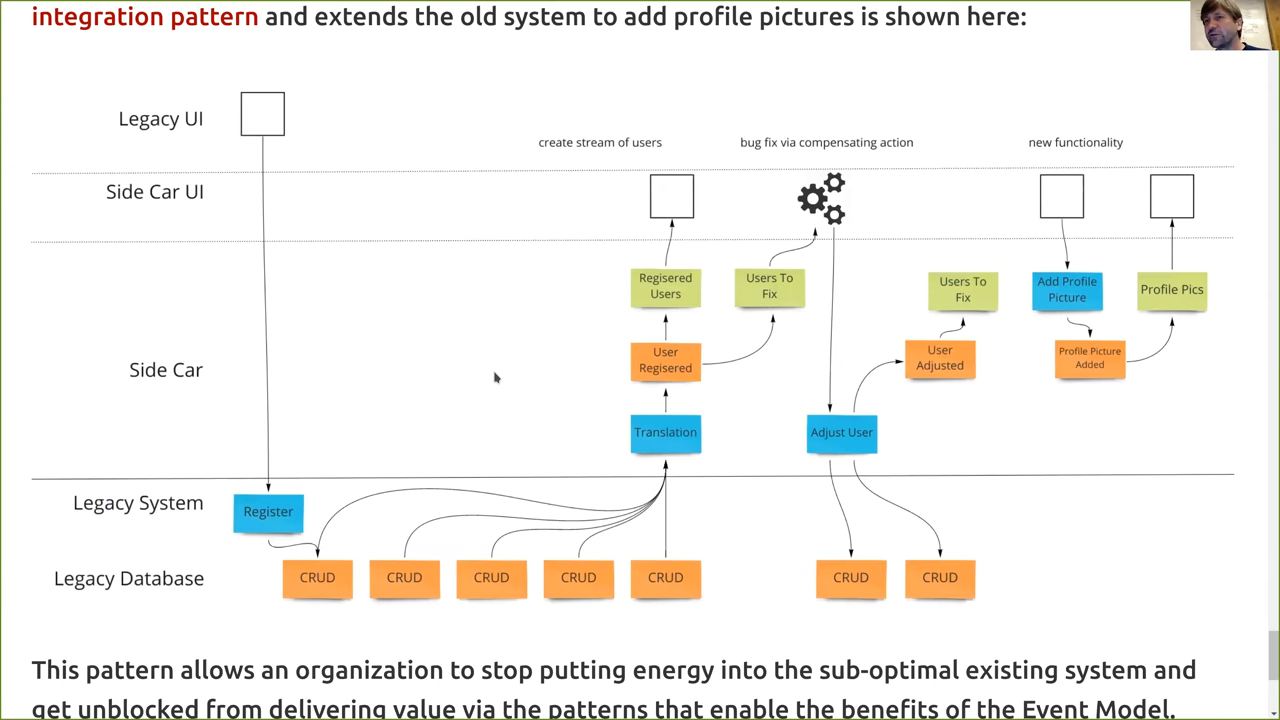 integration pattern and extends the old system to add profile pictures is shown here:
Legacy UI
create stream of users
bug fix via compensating action
new functionality
Side Car UI
Regisered
Users
Users To
Fix
Users To
Fix
Add Profile
Picture
Profile Pics
Side Car
User
Regisered
User
Adjusted
Profile Picture
Added
Translation
Adjust User
Legacy System
Register
Legacy Database
CRUD
CRUD
CRUD
CRUD
CRUD
CRUD
CRUD
This pattern allows an organization to stop putting energy into the sub-optimal existing system and
get unblocked from delivering value via the patterns that enable the benefits of the Event Model.